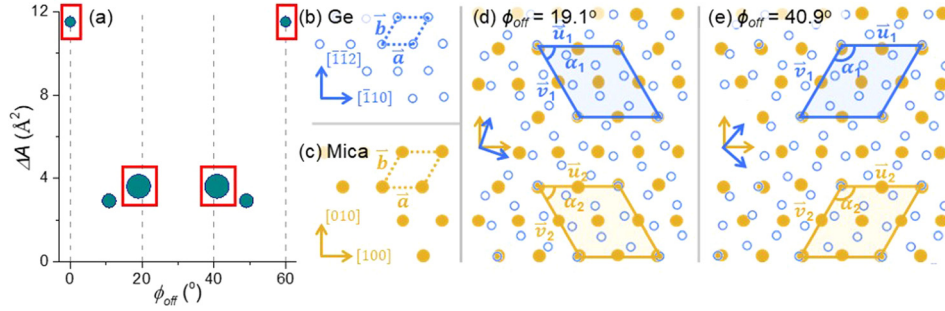 (a)
12
8
4
0
ΔA (Å²)
0 20 40 60
ϕoff (°)
(b) Ge
b⃗
a⃗
[1̄1̄2]
[1̄10]
(c) Mica
b⃗
a⃗
[010]
[100]
(d) ϕoff = 19.1°
u⃗₁
α₁
v⃗₁
u⃗₂
α₂
v⃗₂
(e) ϕoff = 40.9°
u⃗₁
α₁
v⃗₁
u⃗₂
α₂
v⃗₂